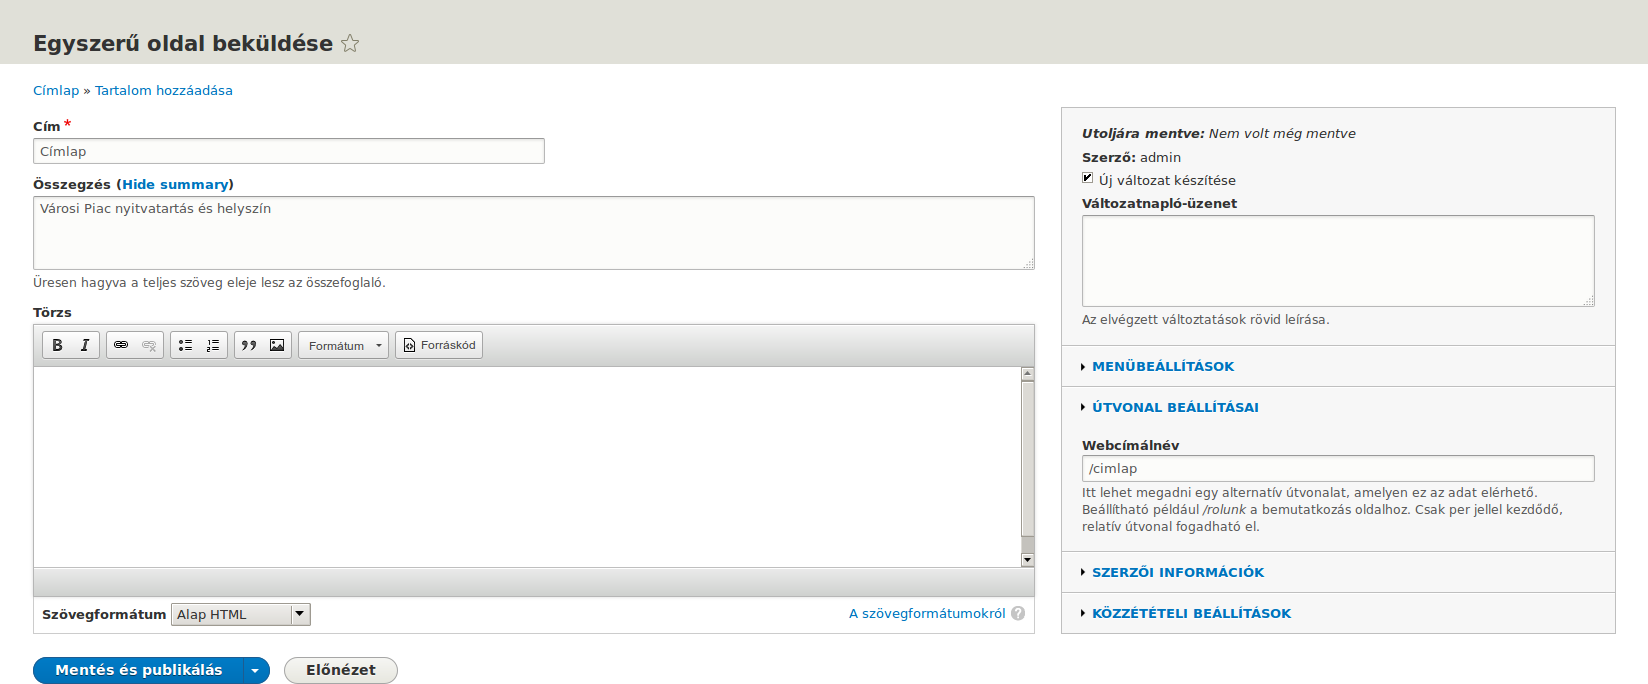 Egyszerű oldal beküldése
Címlap » Tartalom hozzáadása
Cím *
Címlap
Összegzés (Hide summary)
Városi Piac nyitvatartás és helyszín
Üresen hagyva a teljes szöveg eleje lesz az összefoglaló.
Törzs
B I Formátum Forráskód
Szövegformátum Alap HTML A szövegformátumokról ?
Mentés és publikálás Előnézet
Utoljára mentve: Nem volt még mentve
Szerző: admin
Új változat készítése
Változatnapló-üzenet
Az elvégzett változtatások rövid leírása.
MENÜBEÁLLÍTÁSOK
ÚTVONAL BEÁLLÍTÁSAI
Webcímálnév
/cimlap
Itt lehet megadni egy alternatív útvonalat, amelyen ez az adat elérhető.
Beállítható például /rolunk a bemutatkozás oldalhoz. Csak per jellel kezdődő,
relatív útvonal fogadható el.
SZERZŐI INFORMÁCIÓK
KÖZZÉTÉTELI BEÁLLÍTÁSOK